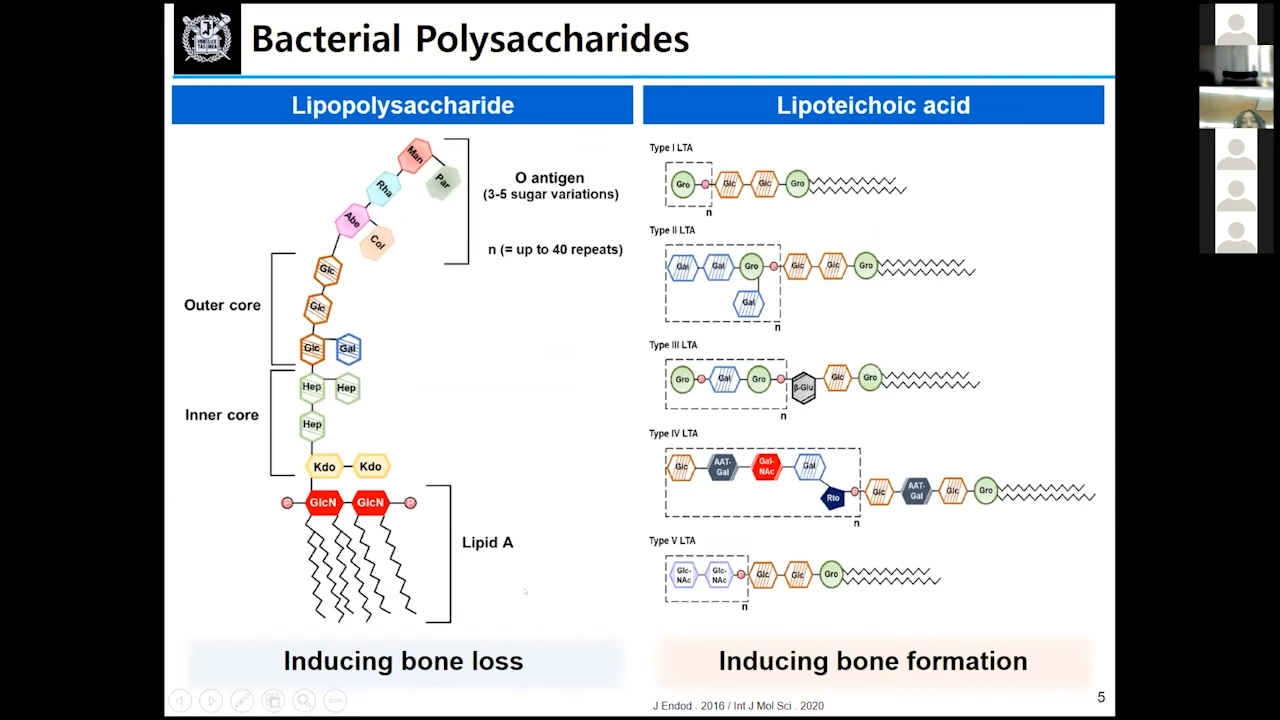 Bacterial Polysaccharides
Lipopolysaccharide
Man
Par
Rha
Abe
Col
O antigen
(3-5 sugar variations)
n (= up to 40 repeats)
Outer core
Glc
Glc
Glc
Gal
Inner core
Hep
Hep
Hep
Kdo
Kdo
P
GlcN
GlcN
P
Lipid A
Inducing bone loss
Lipoteichoic acid
Type I LTA
Gro
Glc
Glc
Gro
n
Type II LTA
Gal
Gal
Gro
Glc
Glc
Gro
Gal
n
Type III LTA
Gro
Gal
Gro
β-Glu
Glc
Gro
n
Type IV LTA
Glc
AAT-
Gal
Gal-
NAc
Gal
Rto
Glc
AAT-
Gal
Glc
Gro
n
Type V LTA
Glc-
NAc
Glc-
NAc
Glc
Glc
Gro
n
Inducing bone formation
J Endod . 2016 / Int J Mol Sci . 2020
5